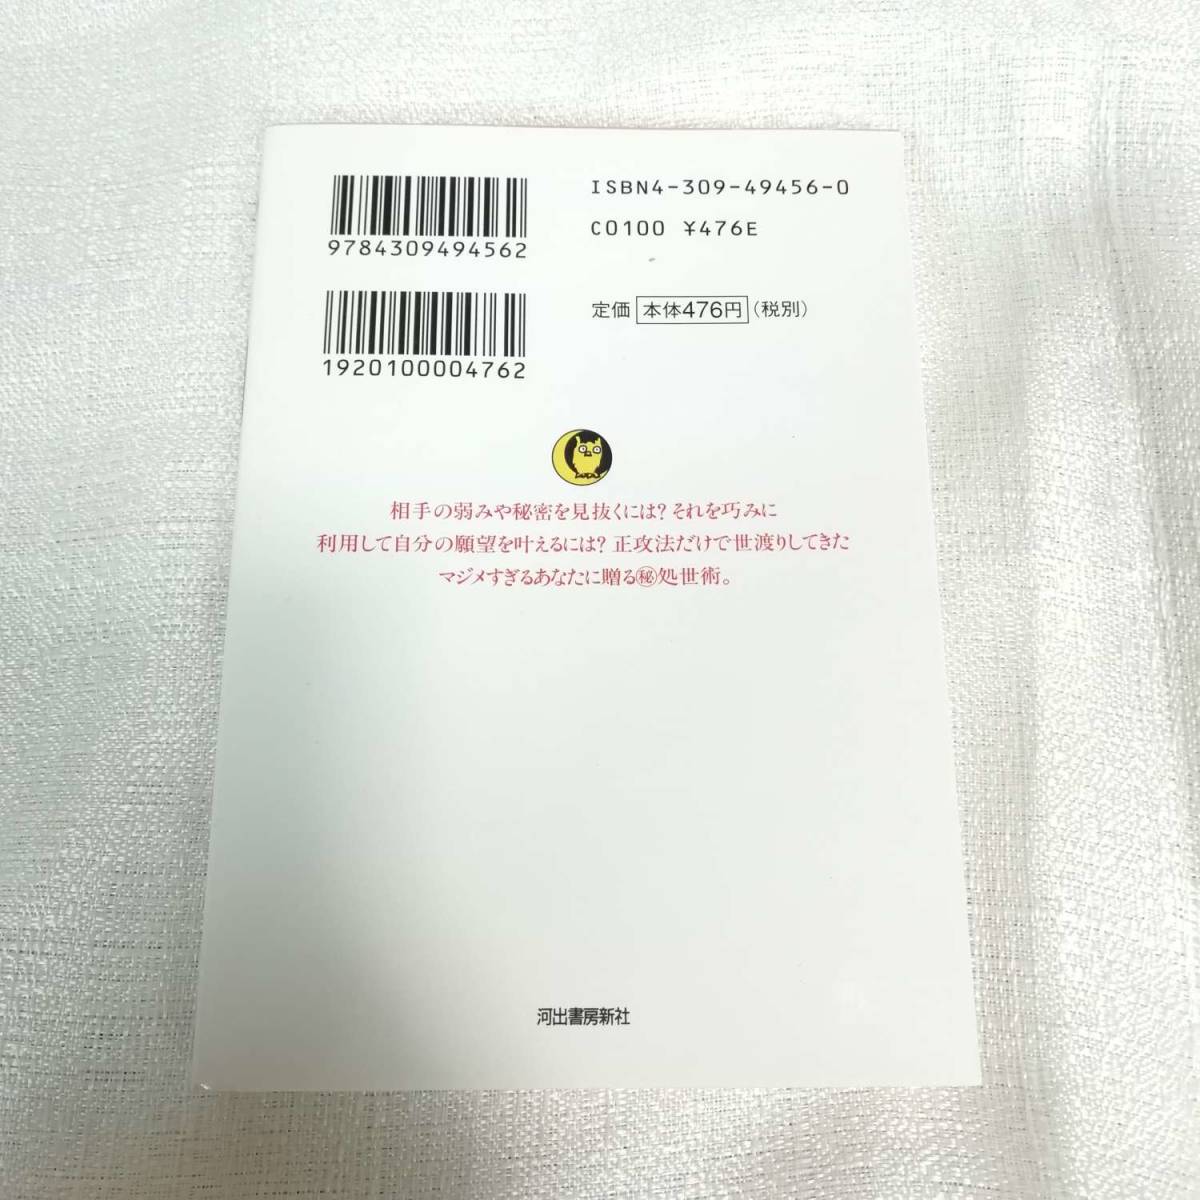 9784309494562
ISBN4-309-49456-0
C0100 ¥476E
1920100004762
定価 本体476円(税別)
相手の弱みや秘密を見抜くには?それを巧みに
利用して自分の願望を叶えるには?正攻法だけで世渡りしてきた
マジメすぎるあなたに贈る㊙処世術。
河出書房新社